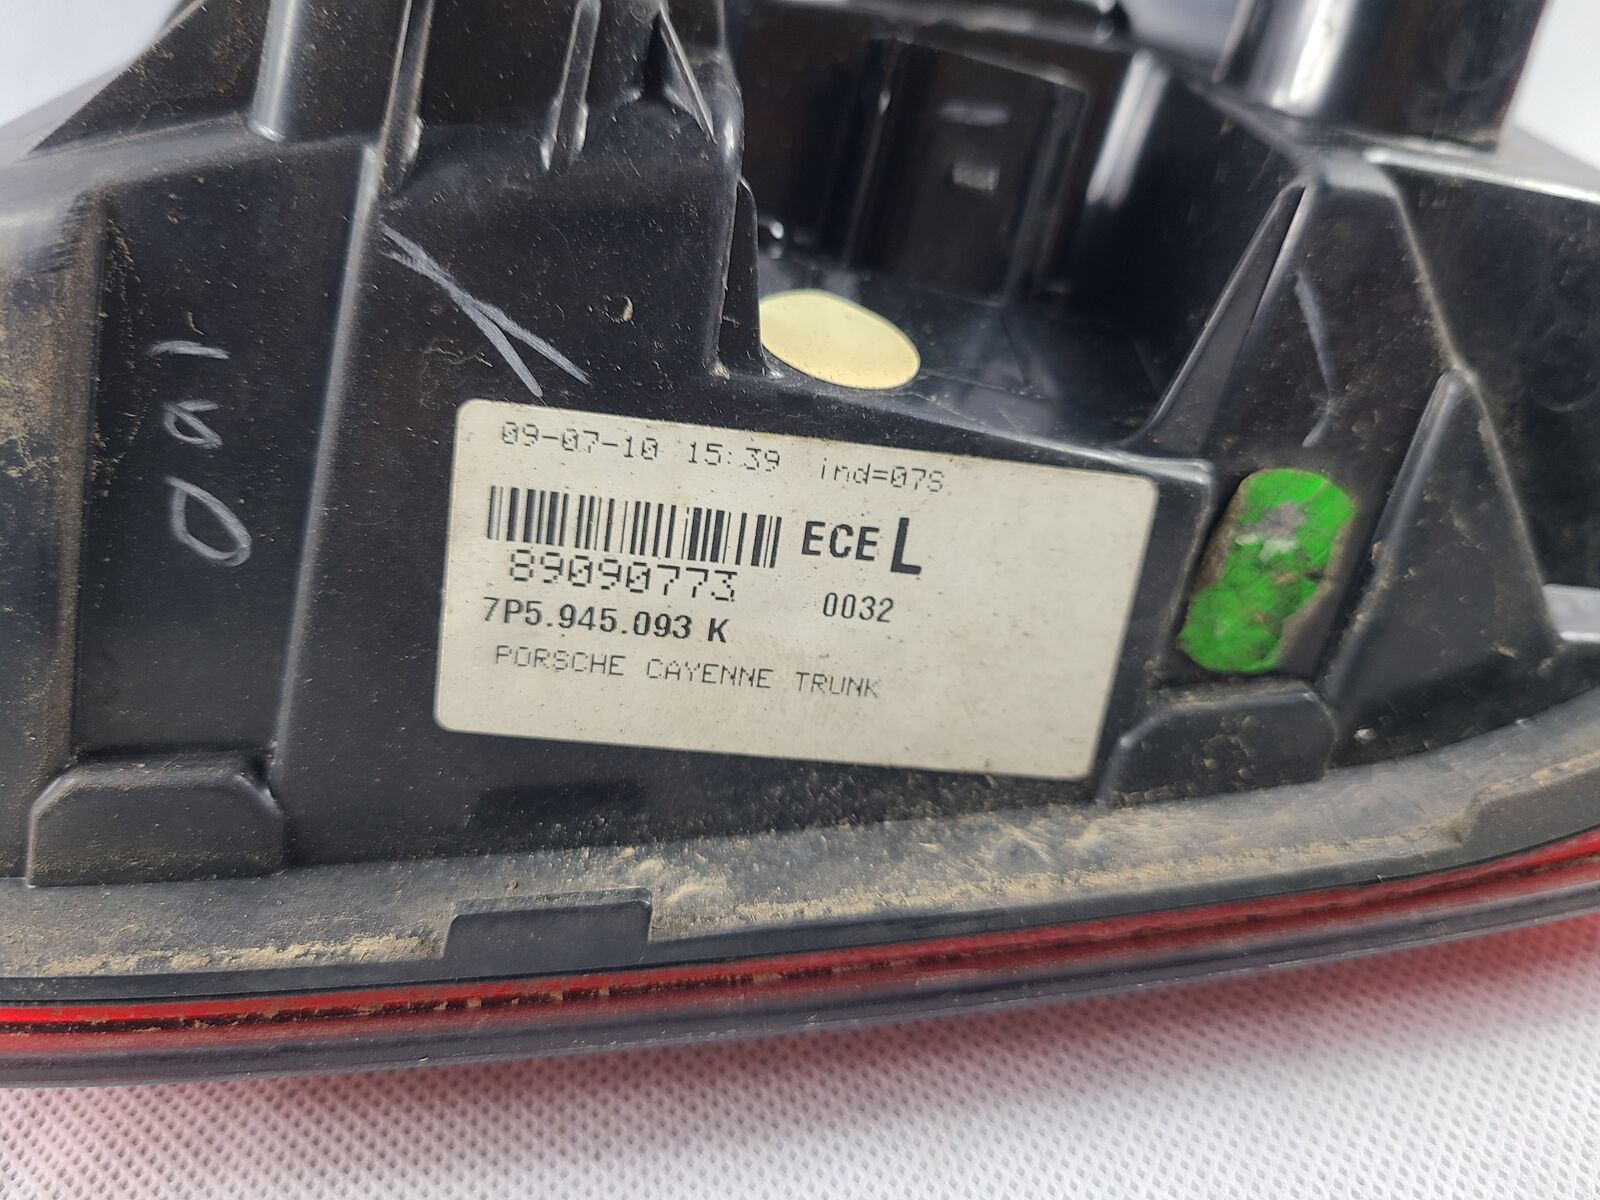 09-07-10 15:39 ind=07S
ECE L
89090773
0032
7P5.945.093 K
PORSCHE CAYENNE TRUNK